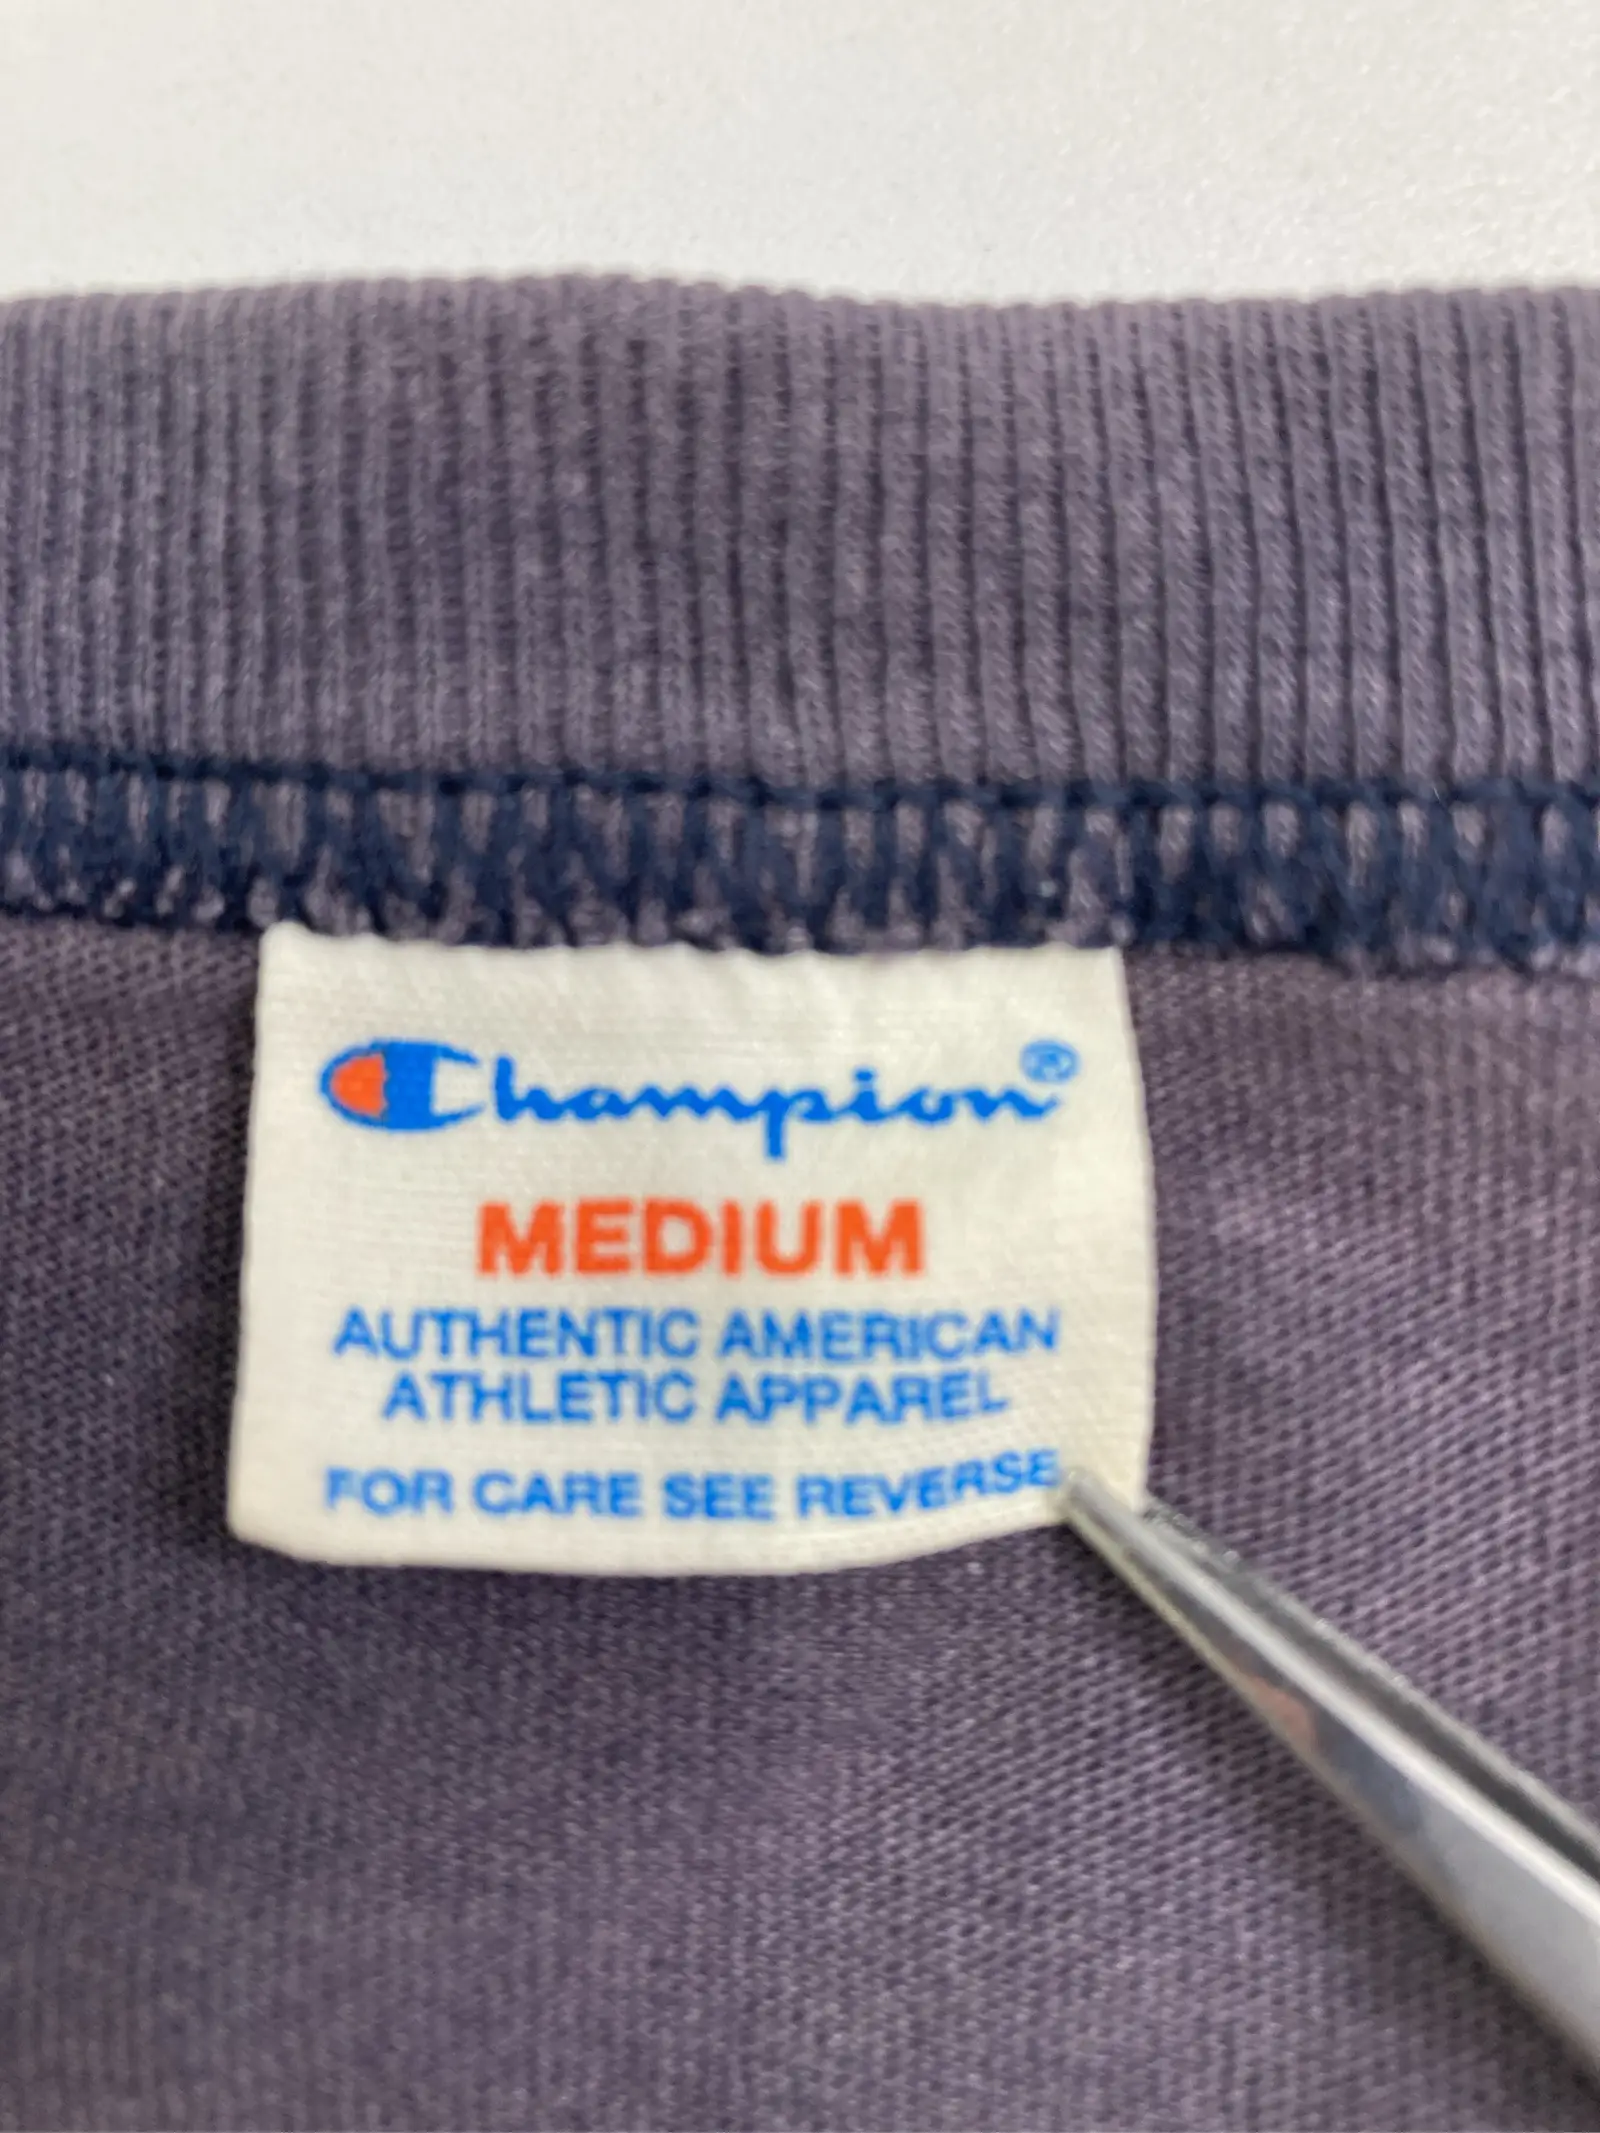 Champion®
MEDIUM
AUTHENTIC AMERICAN
ATHLETIC APPAREL
FOR CARE SEE REVERSE